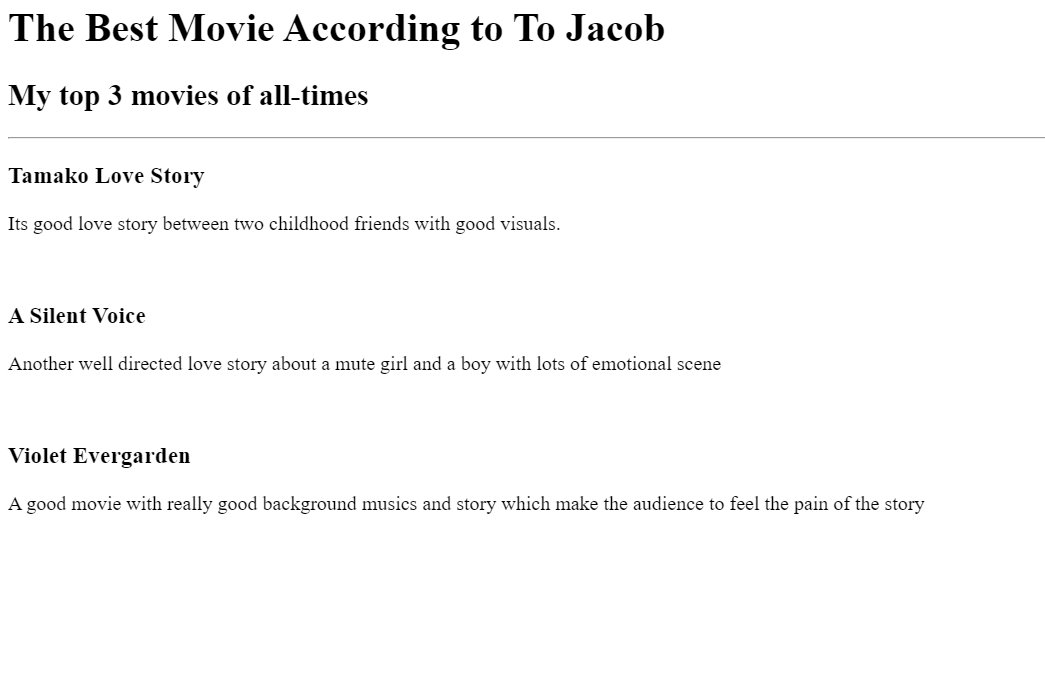 The Best Movie According to To Jacob
My top 3 movies of all-times
Tamako Love Story
Its good love story between two childhood friends with good visuals.
A Silent Voice
Another well directed love story about a mute girl and a boy with lots of emotional scene
Violet Evergarden
A good movie with really good background musics and story which make the audience to feel the pain of the story